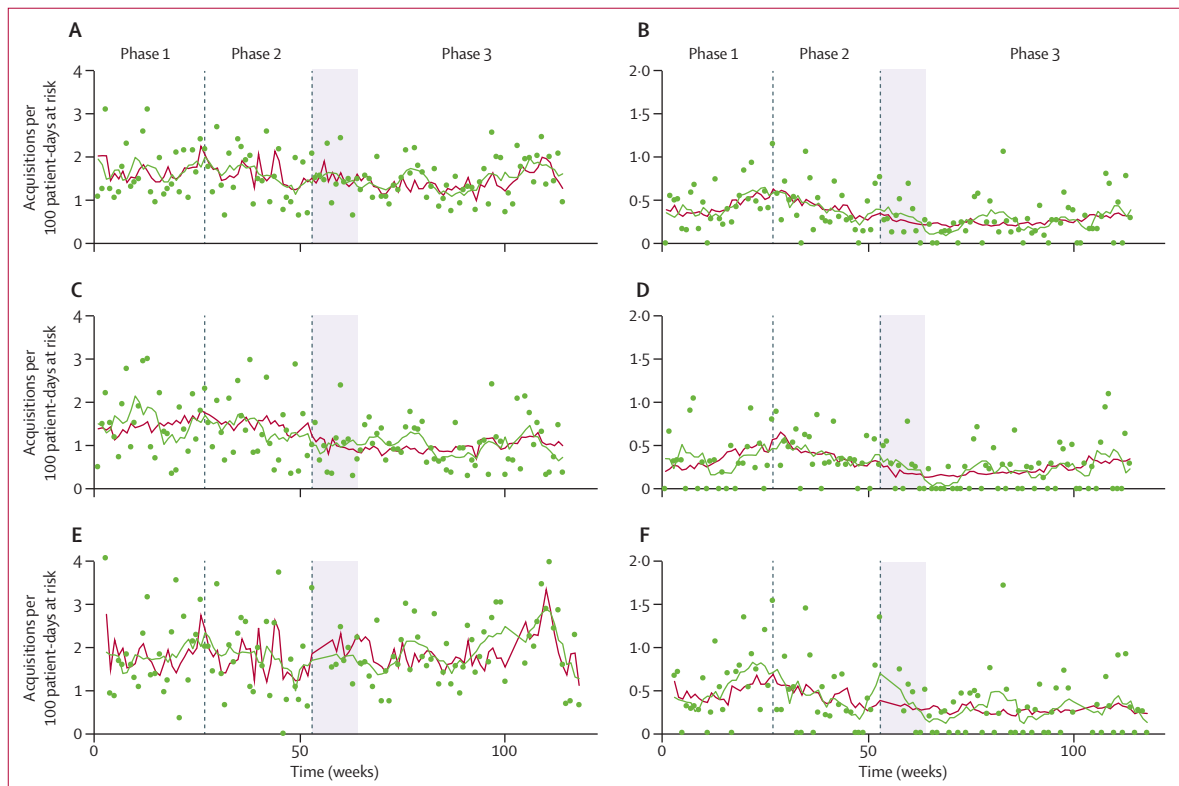 A
B
Phase 1
Phase 2
Phase 3
Phase 1
Phase 2
Phase 3
Acquisitions per
100 patient-days at risk
4
3
2
1
0
2·0
1·5
1·0
0·5
0
C
D
Acquisitions per
100 patient-days at risk
4
3
2
1
0
2·0
1·5
1·0
0·5
0
E
F
Acquisitions per
100 patient-days at risk
4
3
2
1
0
2·0
1·5
1·0
0·5
0
0
50
100
0
50
100
Time (weeks)
Time (weeks)